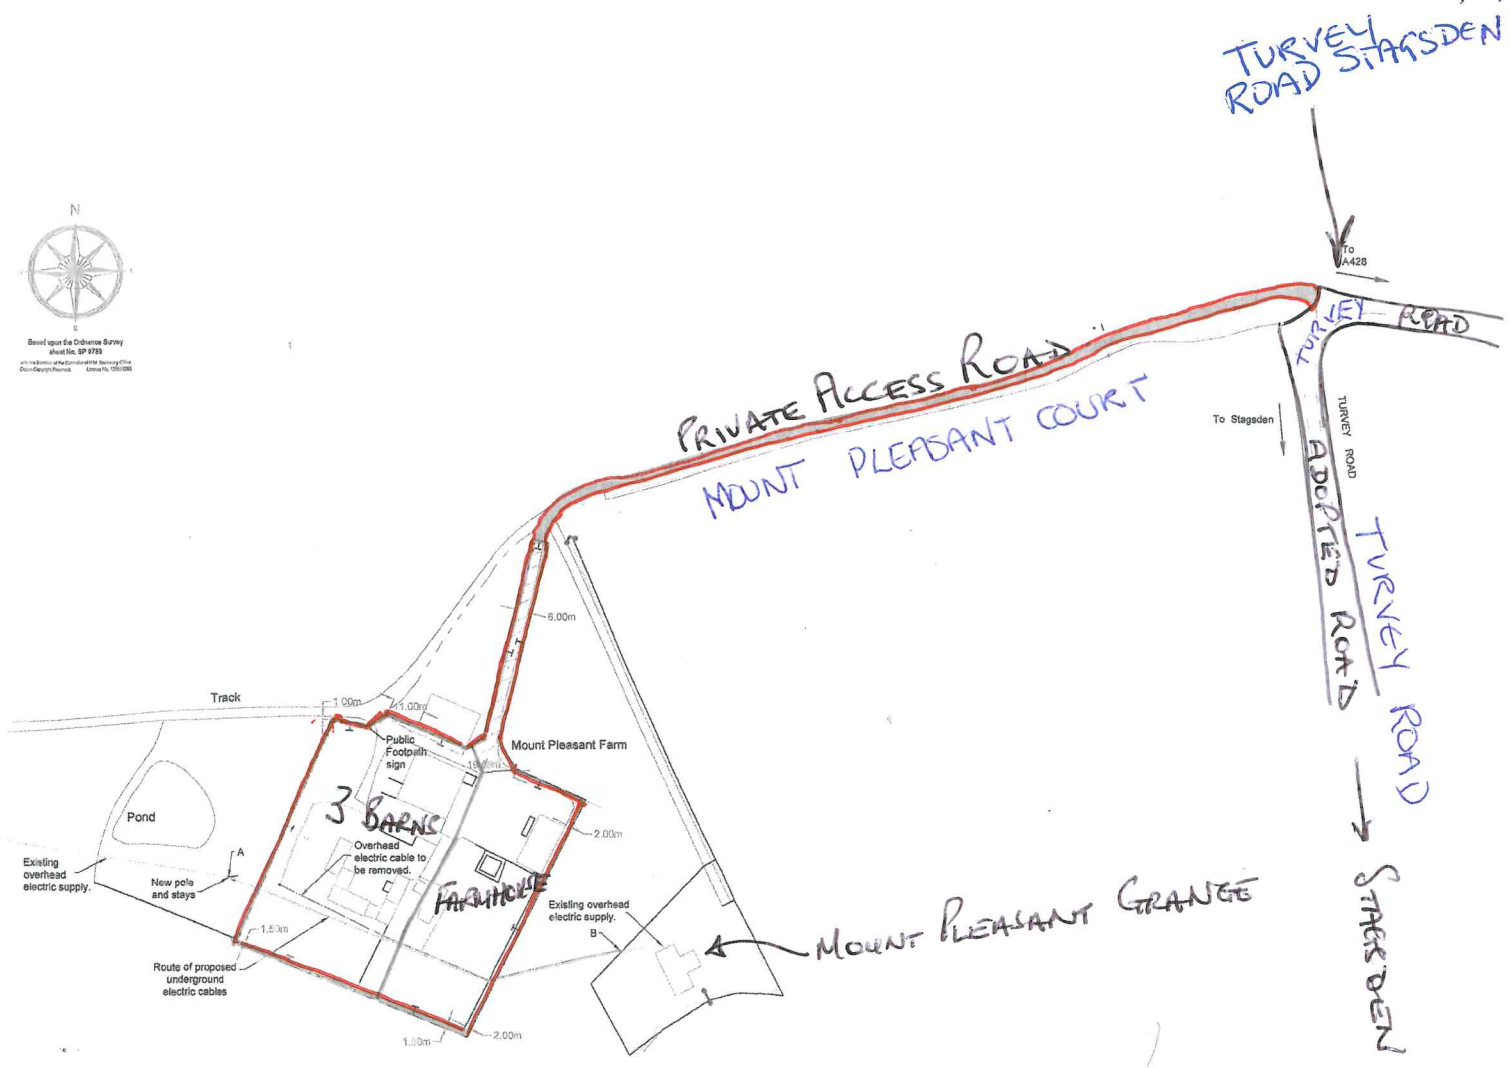 TURVEY
ROAD STAGSDEN
N
S
Based upon the Ordnance Survey
sheet No. SP 9750
To
A428
TURVEY ROAD
PRIVATE ACCESS ROAD
MOUNT PLEASANT COURT
To Stagsden
TURVEY ROAD
ADOPTED ROAD
TURVEY ROAD
6.00m
Track
1.00m
11.00m
Public
Footpath
sign
Mount Pleasant Farm
3 BARNS
2.00m
Pond
Overhead
electric cable to
be removed.
A
Existing
overhead
electric supply.
New pole
and stays
FARMHOUSE
Existing overhead
electric supply.
B
MOUNT PLEASANT GRANGE
STAGSDEN
1.50m
Route of proposed
underground
electric cables
2.00m
1.50m